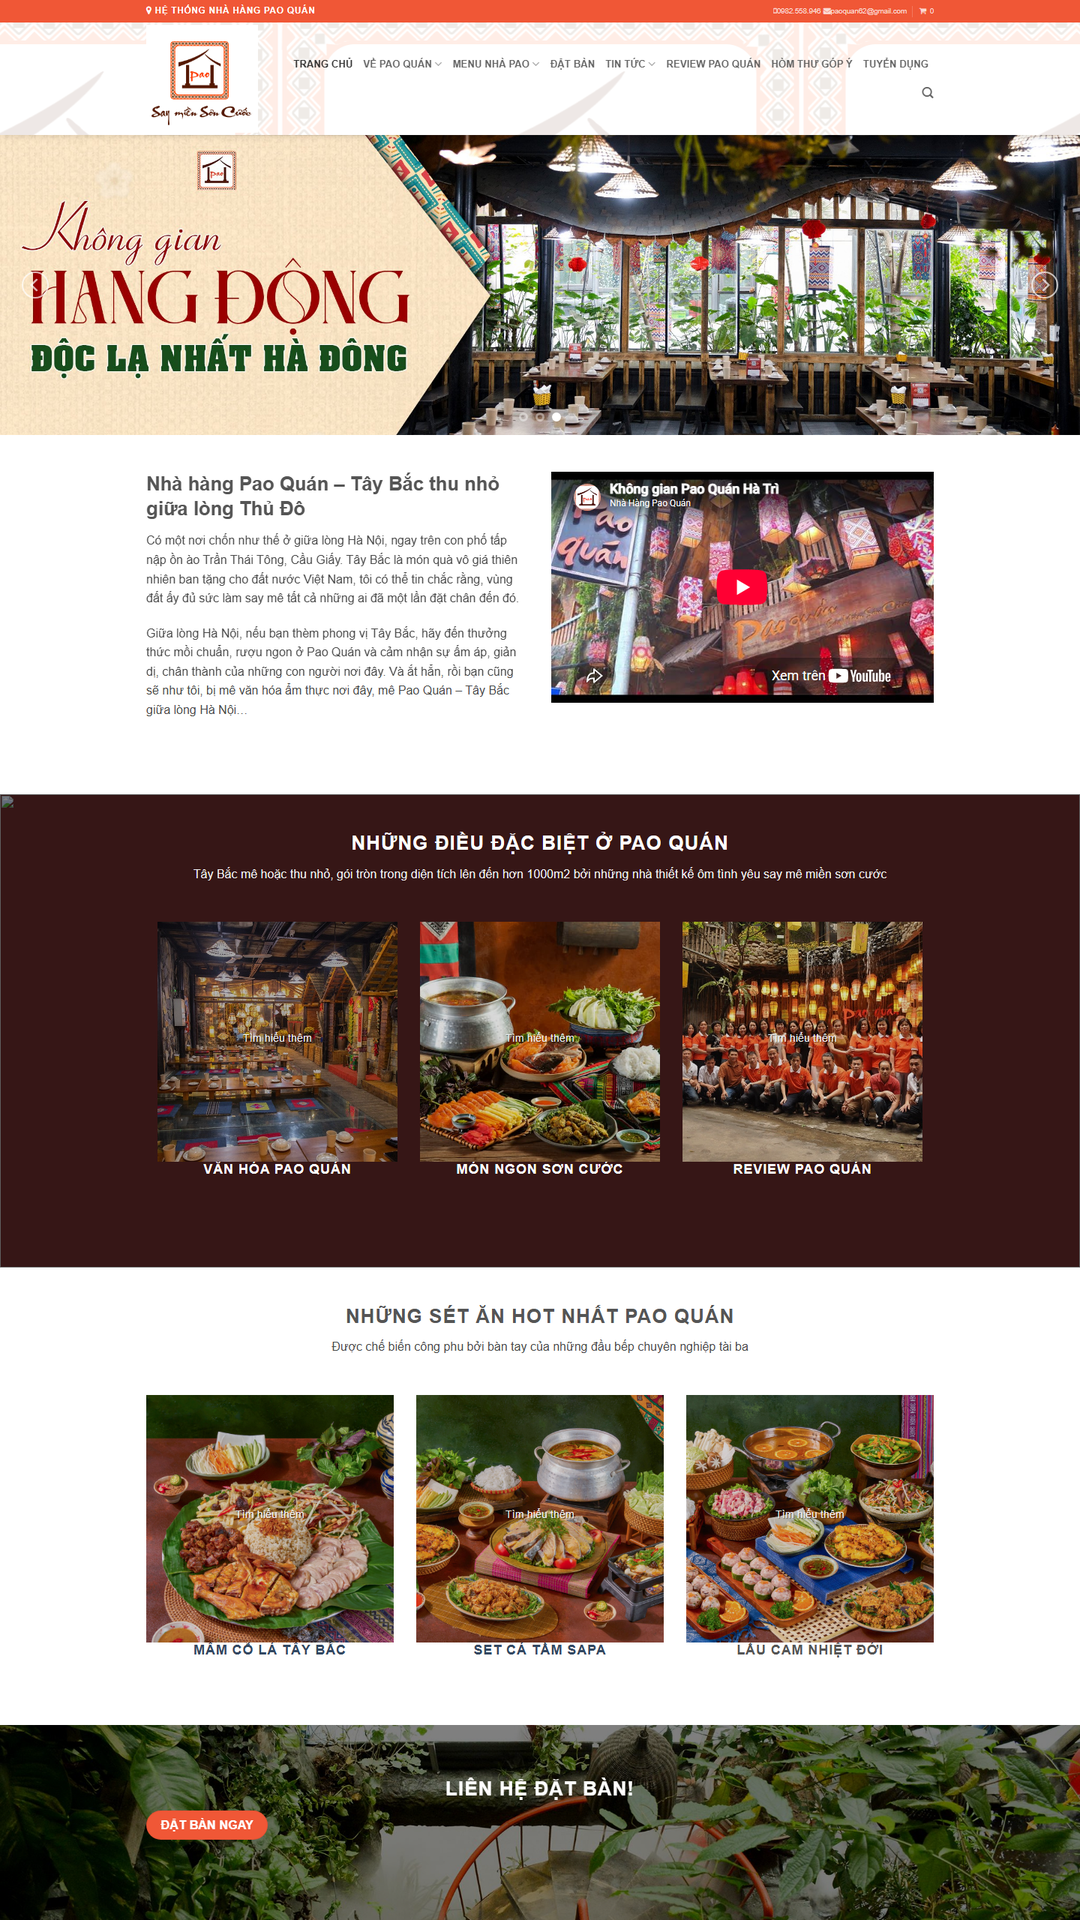 HỆ THỐNG NHÀ HÀNG PAO QUÁN
0982.558.946 paoquan62@gmail.com 0
pao
Say miền Sơn Cước
TRANG CHỦ VỀ PAO QUÁN MENU NHÀ PAO ĐẶT BÀN TIN TỨC REVIEW PAO QUÁN HÒM THƯ GÓP Ý TUYỂN DỤNG
pao
Không gian
HANG ĐỘNG
ĐỘC LẠ NHẤT HÀ ĐÔNG
Nhà hàng Pao Quán – Tây Bắc thu nhỏ
giữa lòng Thủ Đô
Có một nơi chốn như thế ở giữa lòng Hà Nội, ngay trên con phố tấp
nập ồn ào Trần Thái Tông, Cầu Giấy. Tây Bắc là món quà vô giá thiên
nhiên ban tặng cho đất nước Việt Nam, tôi có thể tin chắc rằng, vùng
đất ấy đủ sức làm say mê tất cả những ai đã một lần đặt chân đến đó.
Giữa lòng Hà Nội, nếu bạn thèm phong vị Tây Bắc, hãy đến thưởng
thức mồi chuẩn, rượu ngon ở Pao Quán và cảm nhận sự ấm áp, giản
dị, chân thành của những con người nơi đây. Và ắt hẳn, rồi bạn cũng
sẽ như tôi, bị mê văn hóa ẩm thực nơi đây, mê Pao Quán – Tây Bắc
giữa lòng Hà Nội…
Không gian Pao Quán Hà Trì
Nhà Hàng Pao Quán
Pao
quán
Pao quán
Xem trên YouTube
NHỮNG ĐIỀU ĐẶC BIỆT Ở PAO QUÁN
Tây Bắc mê hoặc thu nhỏ, gói tròn trong diện tích lên đến hơn 1000m2 bởi những nhà thiết kế ôm tình yêu say mê miền sơn cước
Tìm hiểu thêm
Tìm hiểu thêm
Pao quán
Tìm hiểu thêm
VĂN HÓA PAO QUÁN
MÓN NGON SƠN CƯỚC
REVIEW PAO QUÁN
NHỮNG SÉT ĂN HOT NHẤT PAO QUÁN
Được chế biến công phu bởi bàn tay của những đầu bếp chuyên nghiệp tài ba
Tìm hiểu thêm
Tìm hiểu thêm
Tìm hiểu thêm
MÂM CỖ LÁ TÂY BẮC
SET CÁ TẦM SAPA
LẨU CAM NHIỆT ĐỚI
LIÊN HỆ ĐẶT BÀN!
ĐẶT BÀN NGAY